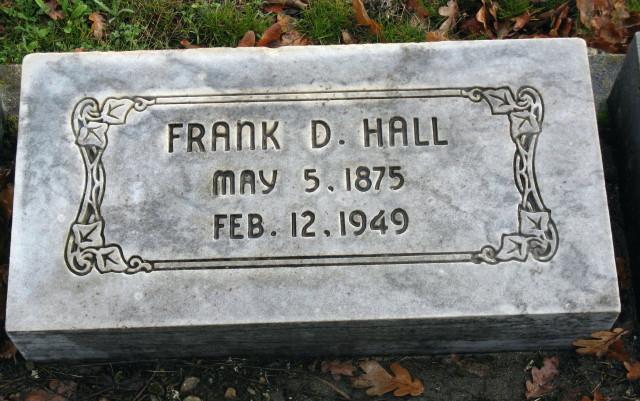 FRANK D. HALL
MAY 5, 1875
FEB. 12, 1949